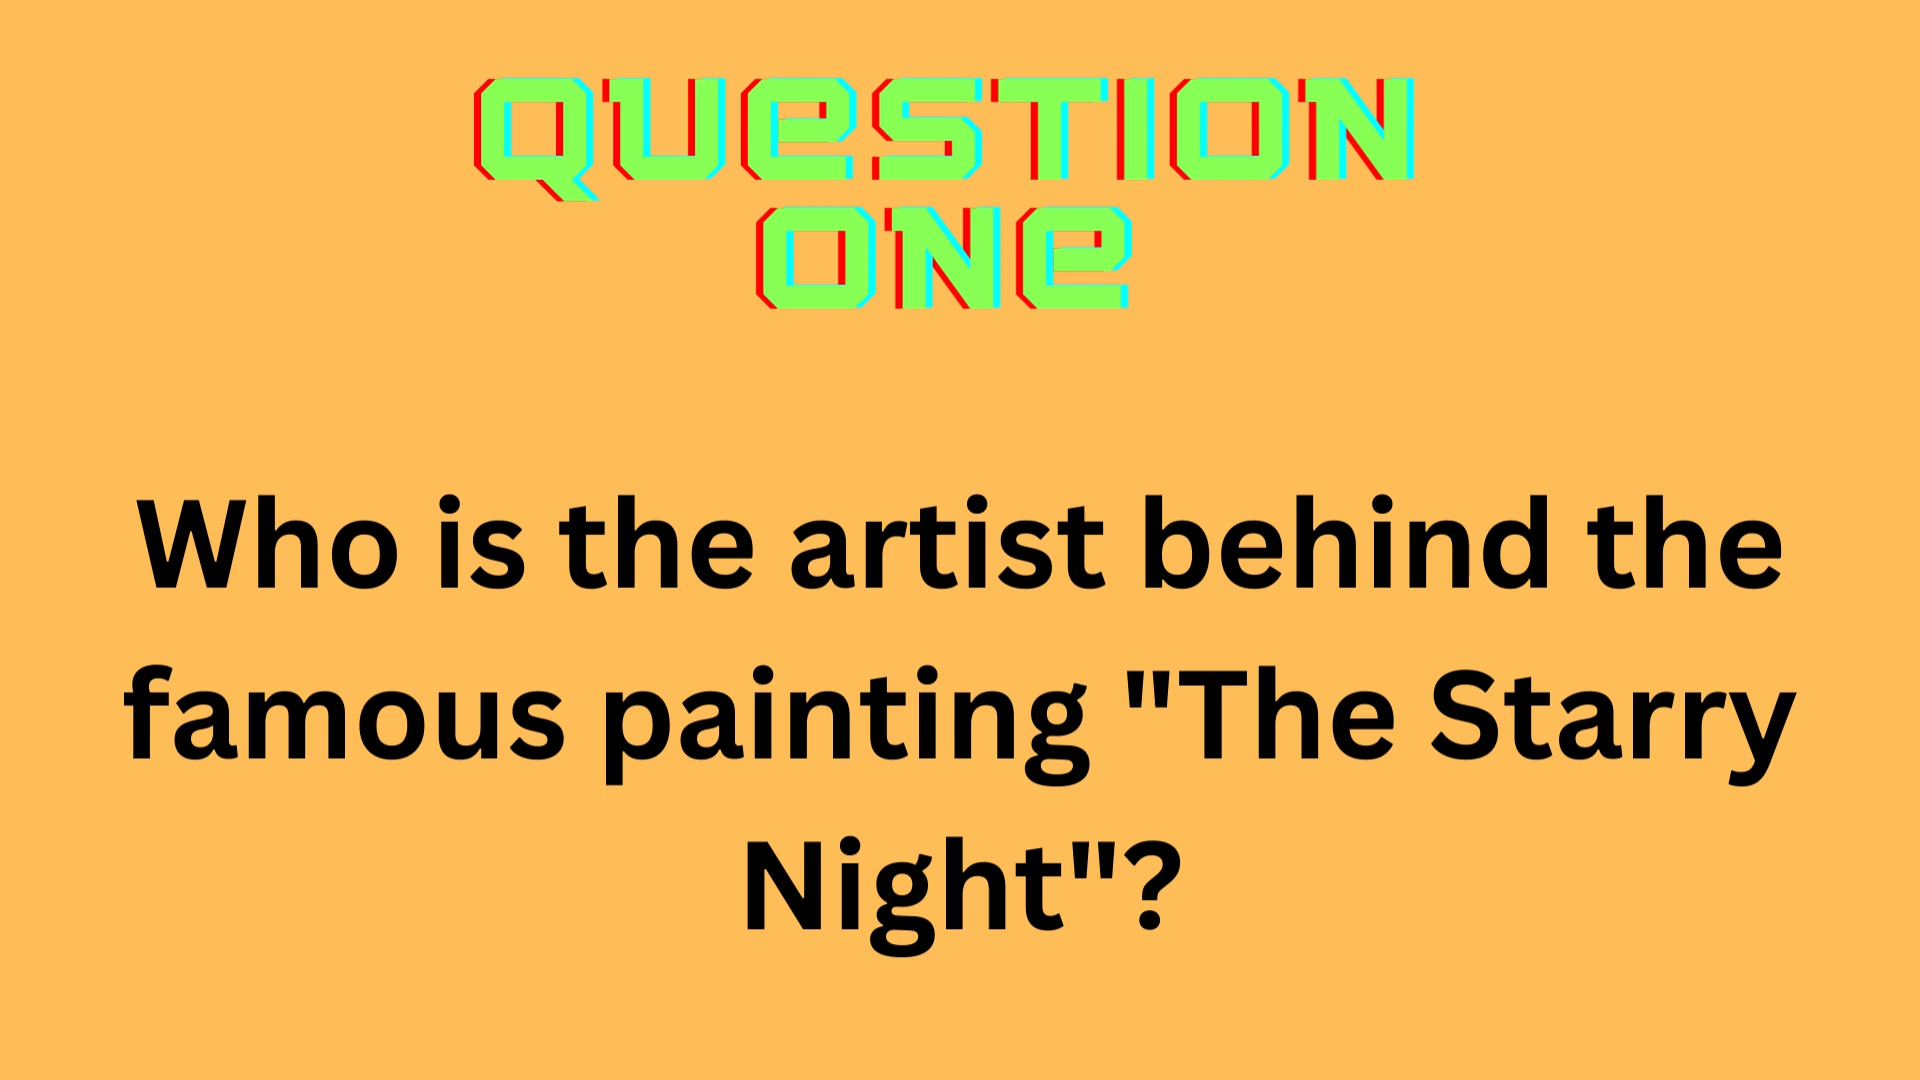 QUESTION
ONE
Who is the artist behind the
famous painting "The Starry
Night"?